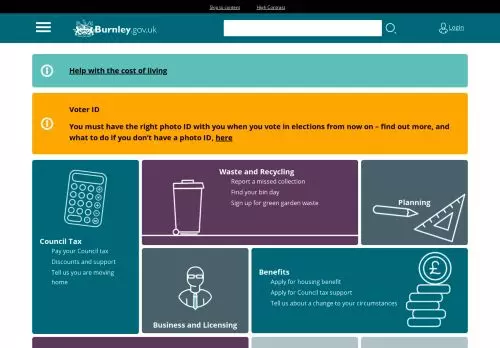 Skip to content High Contrast
Burnley.gov.uk
Login
Help with the cost of living
Voter ID
You must have the right photo ID with you when you vote in elections from now on – find out more, and
what to do if you don't have a photo ID, here
Council Tax
Pay your Council tax
Discounts and support
Tell us you are moving
home
Waste and Recycling
Report a missed collection
Find your bin day
Sign up for green garden waste
Planning
Business and Licensing
Benefits
Apply for housing benefit
Apply for Council tax support
Tell us about a change to your circumstances
£